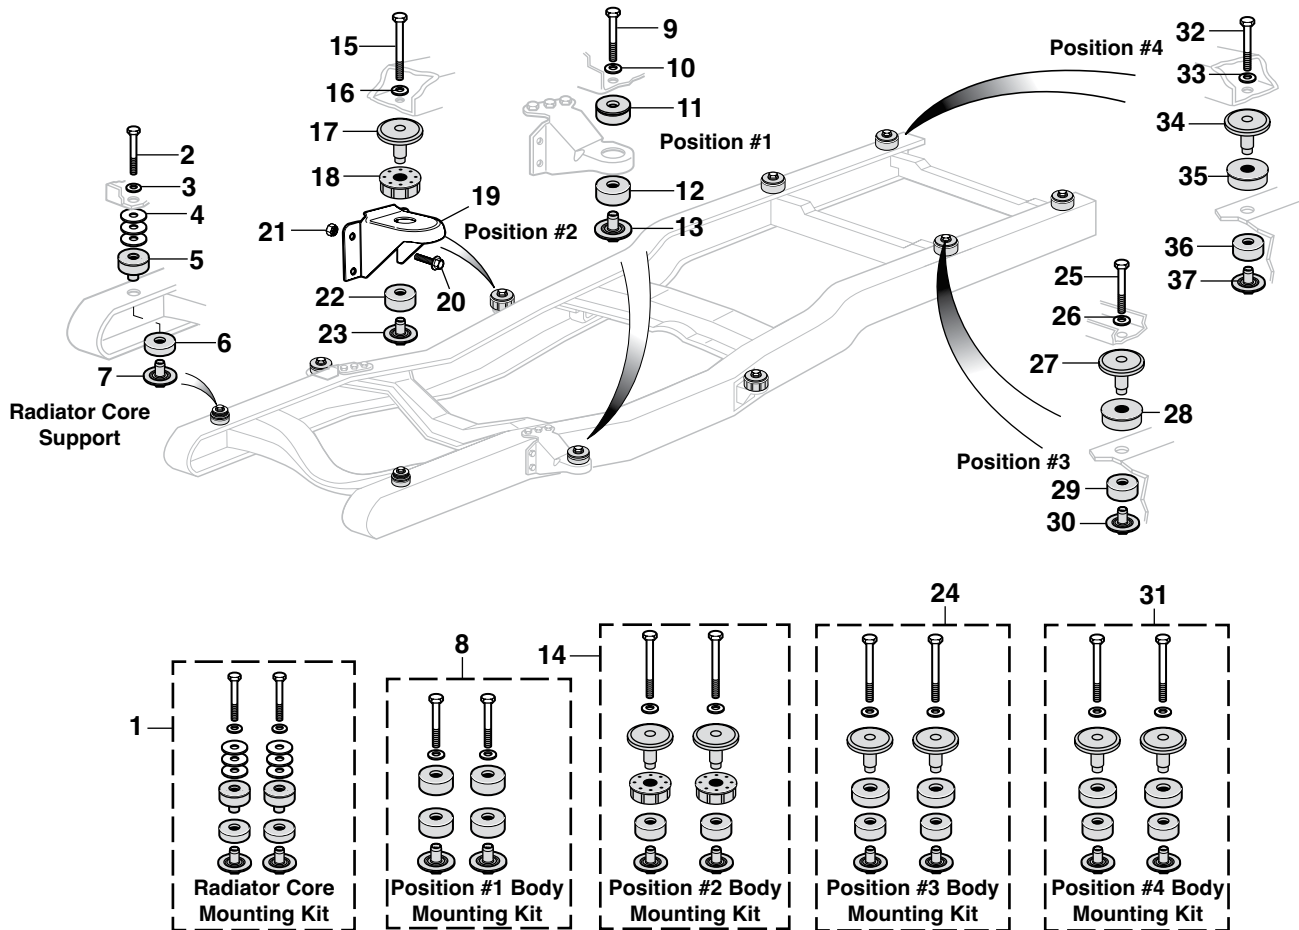 15
9
32
Position #4
10
33
16
11
17
34
2
Position #1
3
18
12
35
4
19
21
Position #2
13
36
5
20
25
37
22
26
6
23
27
7
28
Radiator Core
Support
Position #3
29
30
24
31
8
14
1
Radiator Core
Mounting Kit
Position #1 Body
Mounting Kit
Position #2 Body
Mounting Kit
Position #3 Body
Mounting Kit
Position #4 Body
Mounting Kit